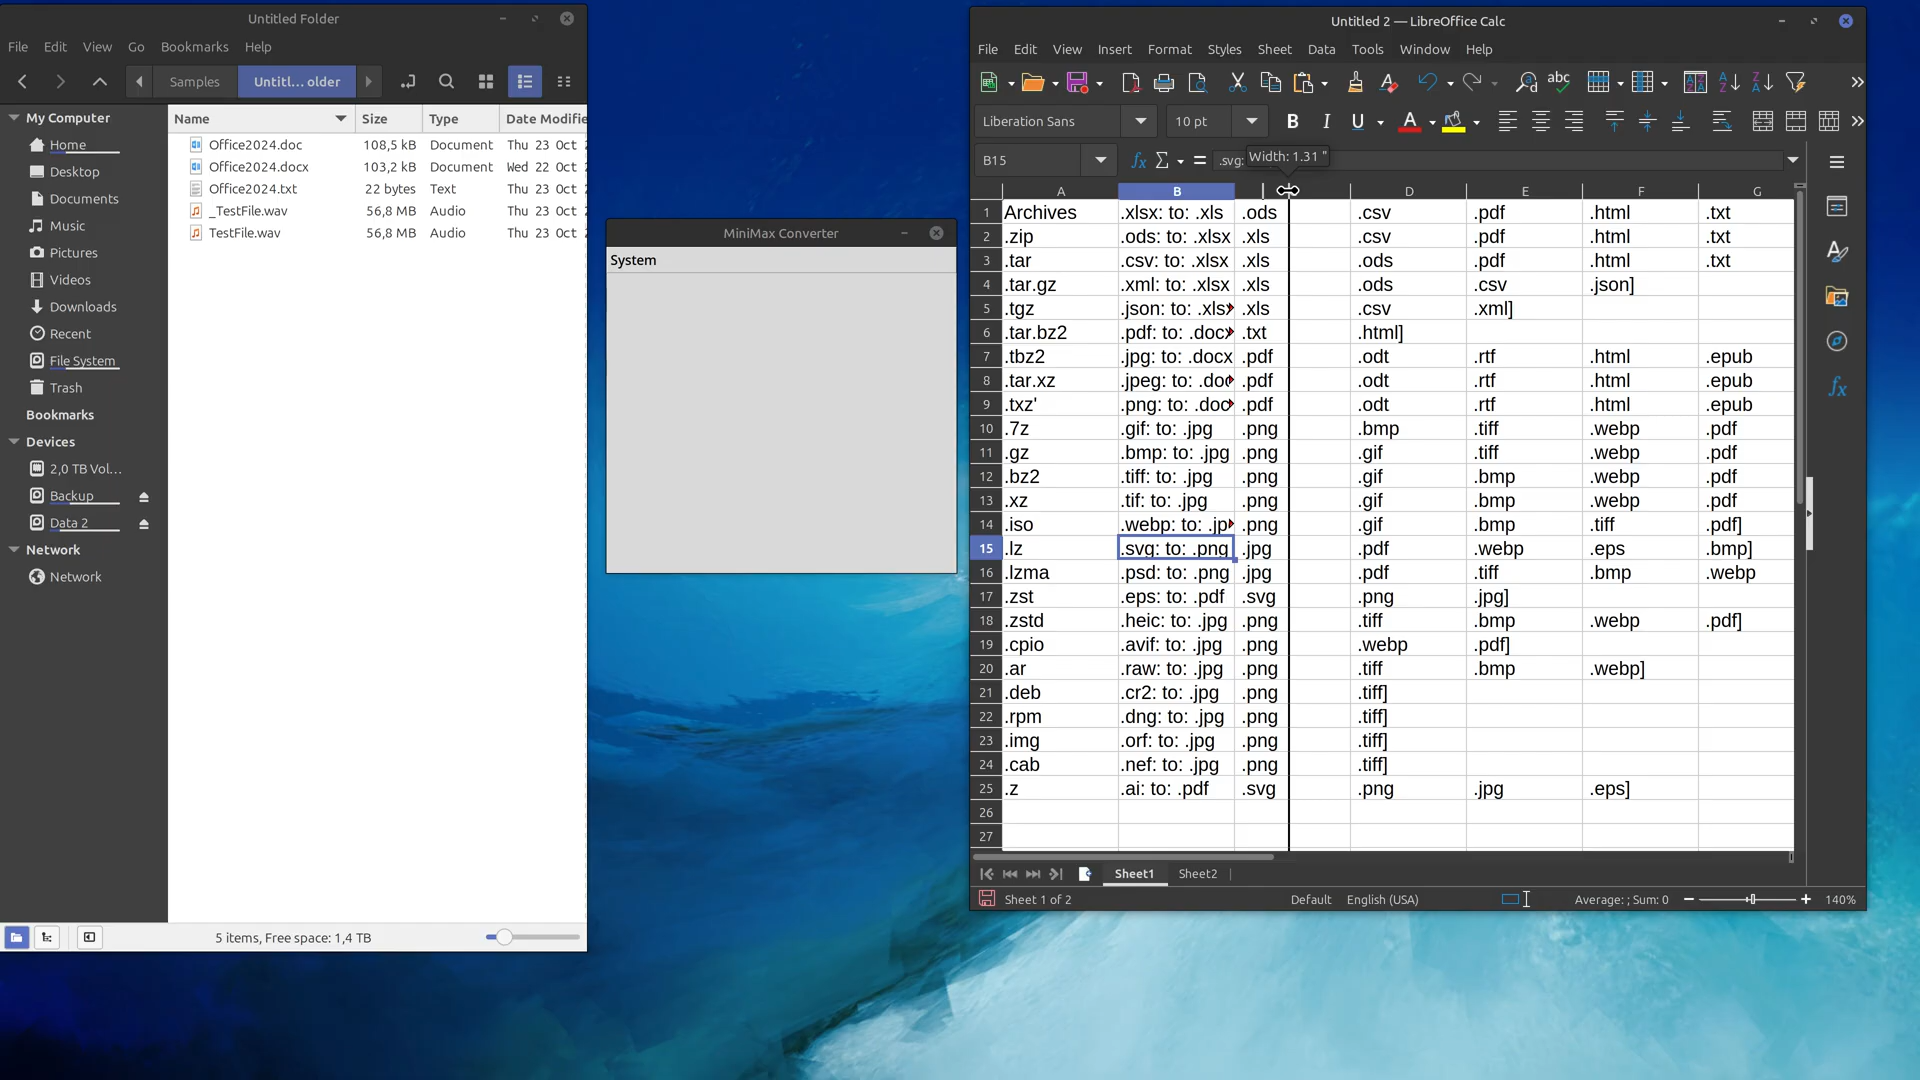 Untitled Folder
File Edit View Go Bookmarks Help
Samples Untitl... older
My Computer
Home
Desktop
Documents
Music
Pictures
Videos
Downloads
Recent
File System
Trash
Bookmarks
Devices
2,0 TB Vol...
Backup
Data 2
Network
Network
Name Size Type Date Modifie
Office2024.doc 108,5 kB Document Thu 23 Oct
Office2024.docx 103,2 kB Document Wed 22 Oct
Office2024.txt 22 bytes Text Thu 23 Oct
_TestFile.wav 56,8 MB Audio Thu 23 Oct
TestFile.wav 56,8 MB Audio Thu 23 Oct
5 items, Free space: 1,4 TB
MiniMax Converter
System
Untitled 2 — LibreOffice Calc
File Edit View Insert Format Styles Sheet Data Tools Window Help
Liberation Sans 10 pt
B15 .svg: Width: 1.31 "
A B D E F G
1 Archives .xlsx: to: .xls .ods .csv .pdf .html .txt
2 .zip .ods: to: .xlsx .xls .csv .pdf .html .txt
3 .tar .csv: to: .xlsx .xls .ods .pdf .html .txt
4 .tar.gz .xml: to: .xlsx .xls .ods .csv .json]
5 .tgz .json: to: .xls .xls .csv .xml]
6 .tar.bz2 .pdf: to: .docx .txt .html]
7 .tbz2 .jpg: to: .docx .pdf .odt .rtf .html .epub
8 .tar.xz .jpeg: to: .doc .pdf .odt .rtf .html .epub
9 .txz' .png: to: .doc .pdf .odt .rtf .html .epub
10 .7z .gif: to: .jpg .png .bmp .tiff .webp .pdf
11 .gz .bmp: to: .jpg .png .gif .tiff .webp .pdf
12 .bz2 .tiff: to: .jpg .png .gif .bmp .webp .pdf
13 .xz .tif: to: .jpg .png .gif .bmp .webp .pdf
14 .iso .webp: to: .jp .png .gif .bmp .tiff .pdf]
15 .lz .svg: to: .png .jpg .pdf .webp .eps .bmp]
16 .lzma .psd: to: .png .jpg .pdf .tiff .bmp .webp
17 .zst .eps: to: .pdf .svg .png .jpg]
18 .zstd .heic: to: .jpg .png .tiff .bmp .webp .pdf]
19 .cpio .avif: to: .jpg .png .webp .pdf]
20 .ar .raw: to: .jpg .png .tiff .bmp .webp]
21 .deb .cr2: to: .jpg .png .tiff]
22 .rpm .dng: to: .jpg .png .tiff]
23 .img .orf: to: .jpg .png .tiff]
24 .cab .nef: to: .jpg .png .tiff]
25 .z .ai: to: .pdf .svg .png .jpg .eps]
26
27
Sheet1 Sheet2
Sheet 1 of 2 Default English (USA) Average: ; Sum: 0 140%